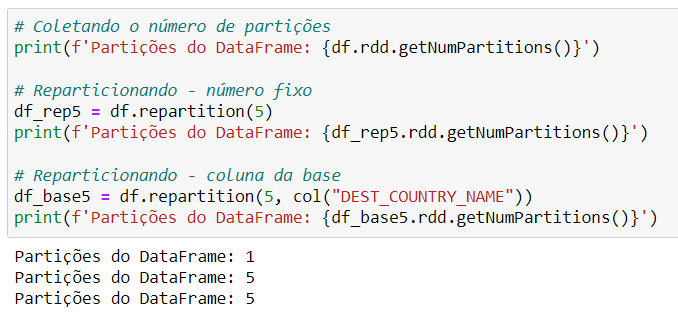 # Coletando o número de partições
print(f'Partições do DataFrame: {df.rdd.getNumPartitions()}')
# Reparticionando - número fixo
df_rep5 = df.repartition(5)
print(f'Partições do DataFrame: {df_rep5.rdd.getNumPartitions()}')
# Reparticionando - coluna da base
df_base5 = df.repartition(5, col("DEST_COUNTRY_NAME"))
print(f'Partições do DataFrame: {df_base5.rdd.getNumPartitions()}')
Partições do DataFrame: 1
Partições do DataFrame: 5
Partições do DataFrame: 5